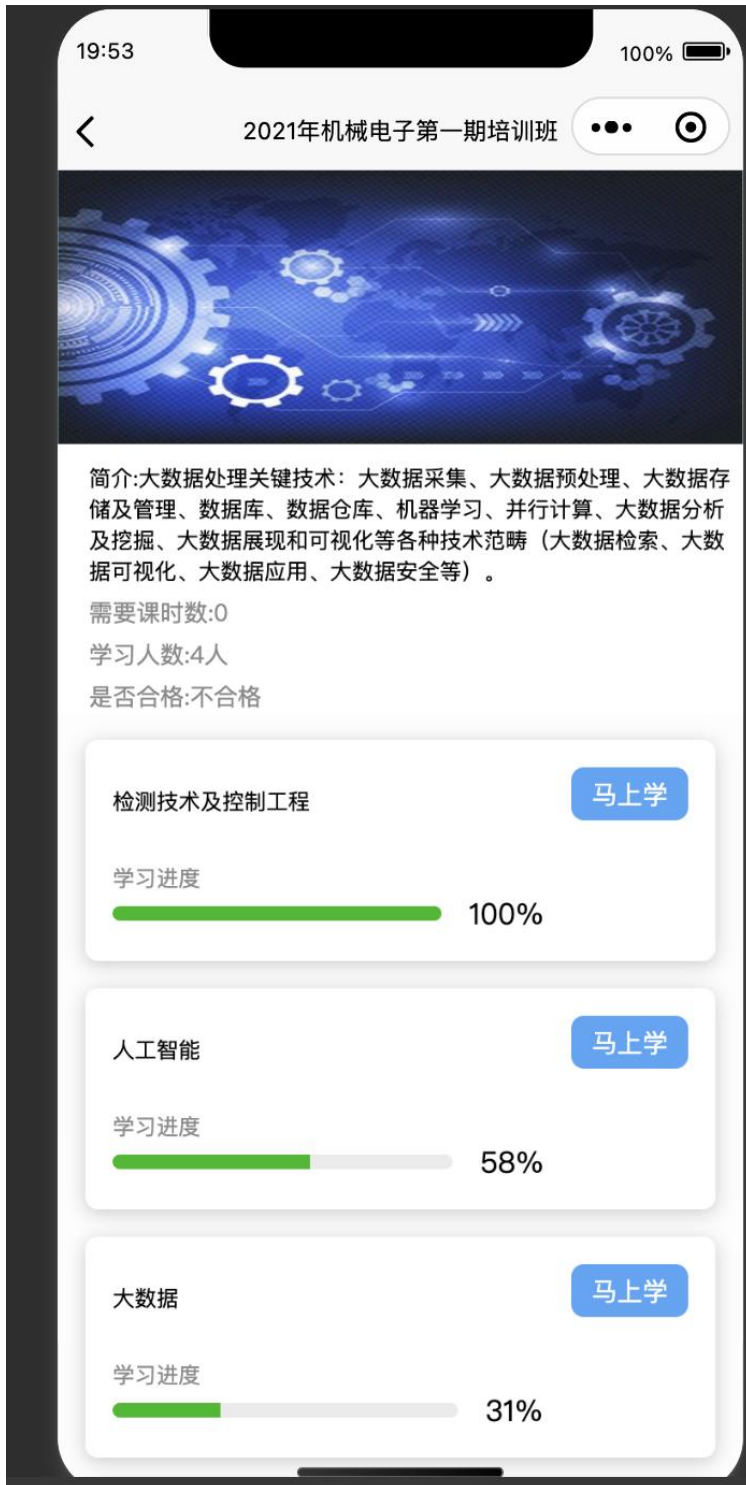 19:53
100%
2021年机械电子第一期培训班
简介:大数据处理关键技术：大数据采集、大数据预处理、大数据存
储及管理、数据库、数据仓库、机器学习、并行计算、大数据分析
及挖掘、大数据展现和可视化等各种技术范畴（大数据检索、大数
据可视化、大数据应用、大数据安全等）。
需要课时数:0
学习人数:4人
是否合格:不合格
检测技术及控制工程
马上学
学习进度
100%
人工智能
马上学
学习进度
58%
大数据
马上学
学习进度
31%